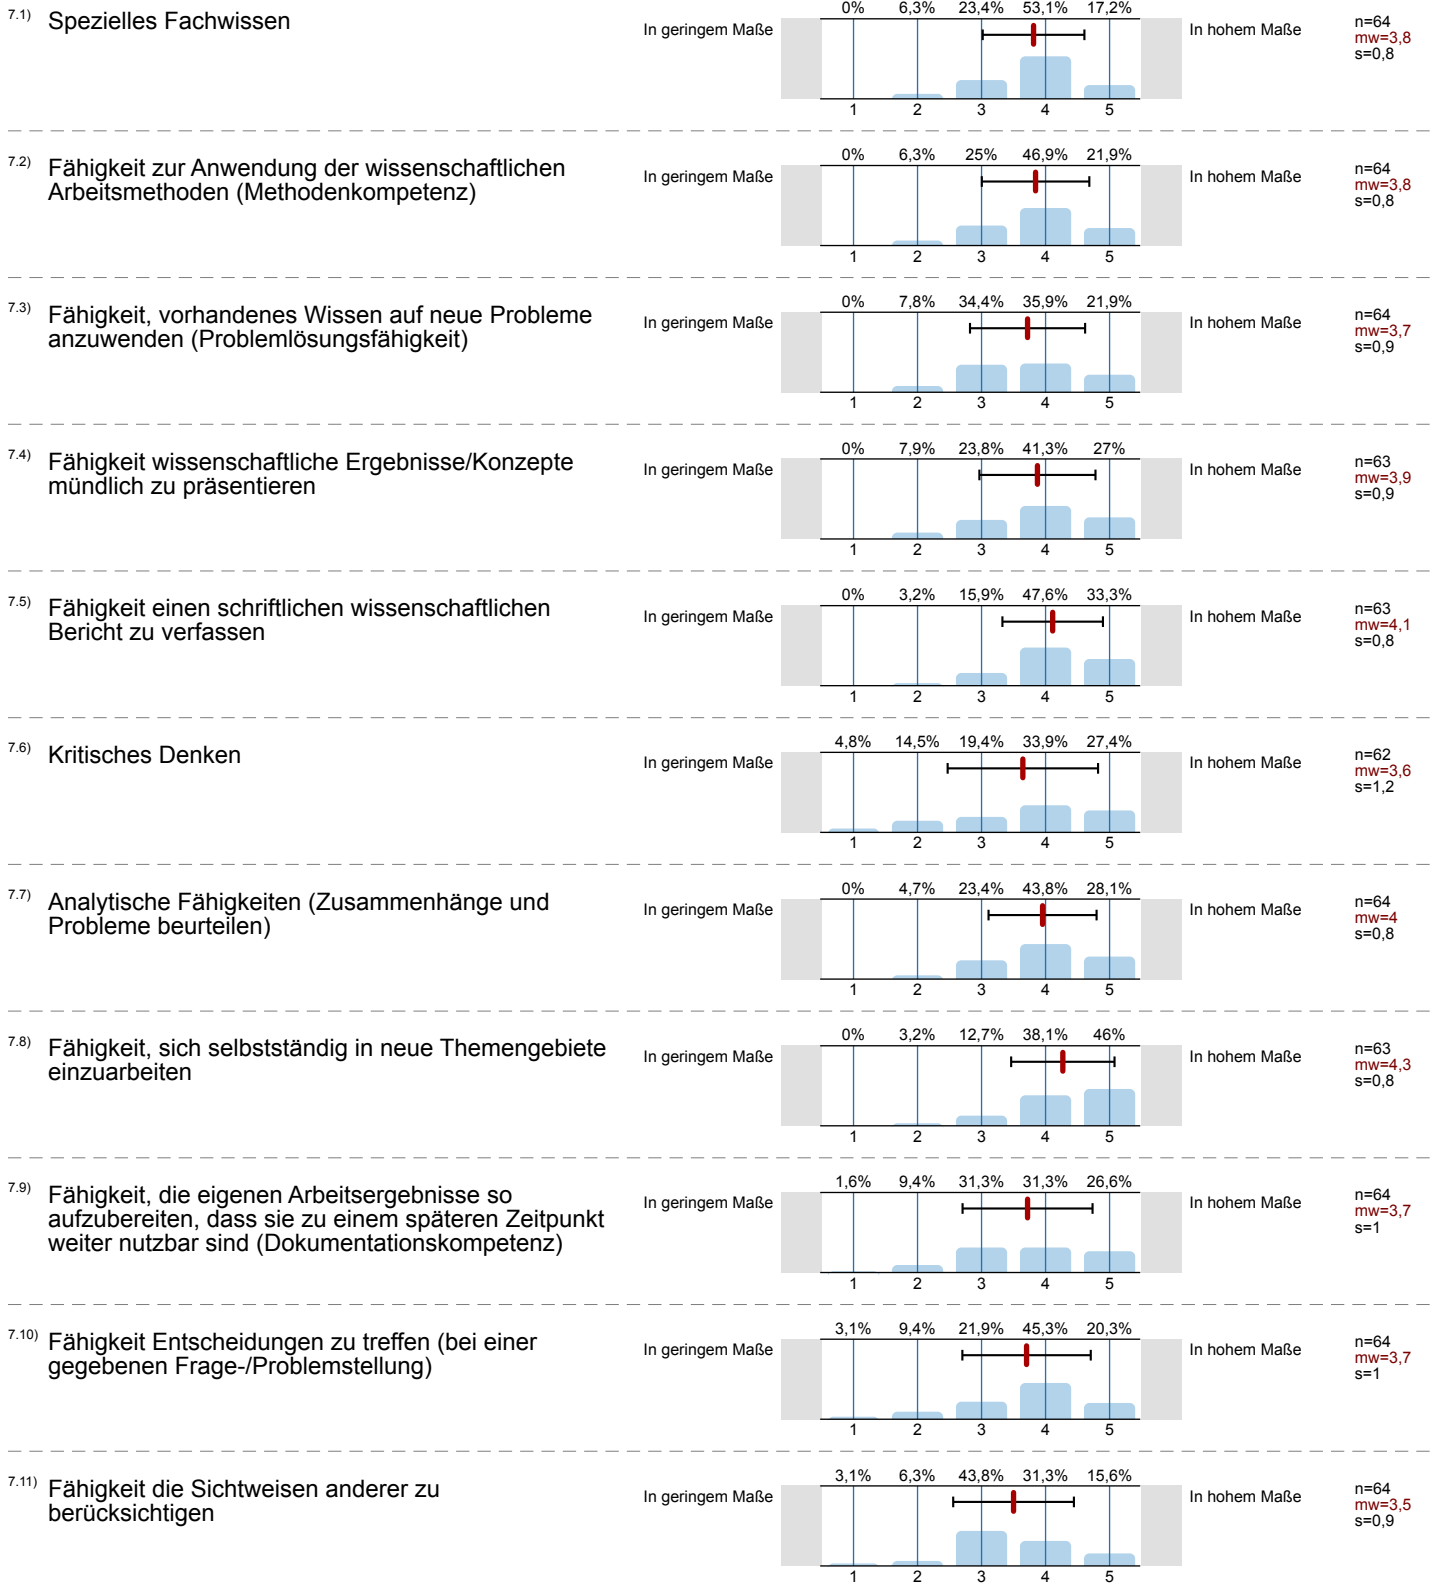 7.1) Spezielles Fachwissen
In geringem Maße
0% 6,3% 23,4% 53,1% 17,2%
1 2 3 4 5
In hohem Maße
n=64
mw=3,8
s=0,8
7.2) Fähigkeit zur Anwendung der wissenschaftlichen
Arbeitsmethoden (Methodenkompetenz)
In geringem Maße
0% 6,3% 25% 46,9% 21,9%
1 2 3 4 5
In hohem Maße
n=64
mw=3,8
s=0,8
7.3) Fähigkeit, vorhandenes Wissen auf neue Probleme
anzuwenden (Problemlösungsfähigkeit)
In geringem Maße
0% 7,8% 34,4% 35,9% 21,9%
1 2 3 4 5
In hohem Maße
n=64
mw=3,7
s=0,9
7.4) Fähigkeit wissenschaftliche Ergebnisse/Konzepte
mündlich zu präsentieren
In geringem Maße
0% 7,9% 23,8% 41,3% 27%
1 2 3 4 5
In hohem Maße
n=63
mw=3,9
s=0,9
7.5) Fähigkeit einen schriftlichen wissenschaftlichen
Bericht zu verfassen
In geringem Maße
0% 3,2% 15,9% 47,6% 33,3%
1 2 3 4 5
In hohem Maße
n=63
mw=4,1
s=0,8
7.6) Kritisches Denken
In geringem Maße
4,8% 14,5% 19,4% 33,9% 27,4%
1 2 3 4 5
In hohem Maße
n=62
mw=3,6
s=1,2
7.7) Analytische Fähigkeiten (Zusammenhänge und
Probleme beurteilen)
In geringem Maße
0% 4,7% 23,4% 43,8% 28,1%
1 2 3 4 5
In hohem Maße
n=64
mw=4
s=0,8
7.8) Fähigkeit, sich selbstständig in neue Themengebiete
einzuarbeiten
In geringem Maße
0% 3,2% 12,7% 38,1% 46%
1 2 3 4 5
In hohem Maße
n=63
mw=4,3
s=0,8
7.9) Fähigkeit, die eigenen Arbeitsergebnisse so
aufzubereiten, dass sie zu einem späteren Zeitpunkt
weiter nutzbar sind (Dokumentationskompetenz)
In geringem Maße
1,6% 9,4% 31,3% 31,3% 26,6%
1 2 3 4 5
In hohem Maße
n=64
mw=3,7
s=1
7.10) Fähigkeit Entscheidungen zu treffen (bei einer
gegebenen Frage-/Problemstellung)
In geringem Maße
3,1% 9,4% 21,9% 45,3% 20,3%
1 2 3 4 5
In hohem Maße
n=64
mw=3,7
s=1
7.11) Fähigkeit die Sichtweisen anderer zu
berücksichtigen
In geringem Maße
3,1% 6,3% 43,8% 31,3% 15,6%
1 2 3 4 5
In hohem Maße
n=64
mw=3,5
s=0,9